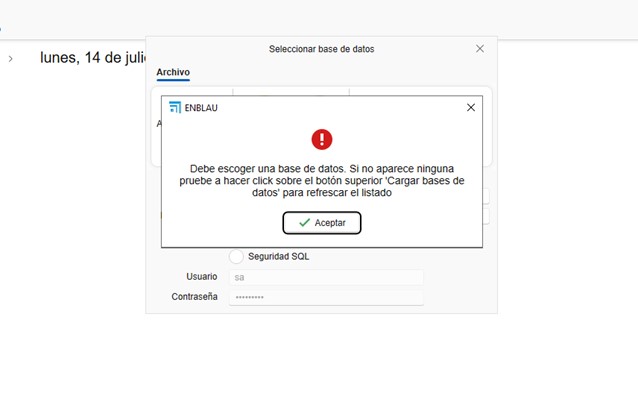 lunes, 14 de
Seleccionar base de datos
Archivo
ENBLAU
Debe escoger una base de datos. Si no aparece ninguna
pruebe a hacer click sobre el botón superior 'Cargar bases de
datos' para refrescar el listado
Aceptar
Seguridad SQL
Usuario
sa
Contraseña